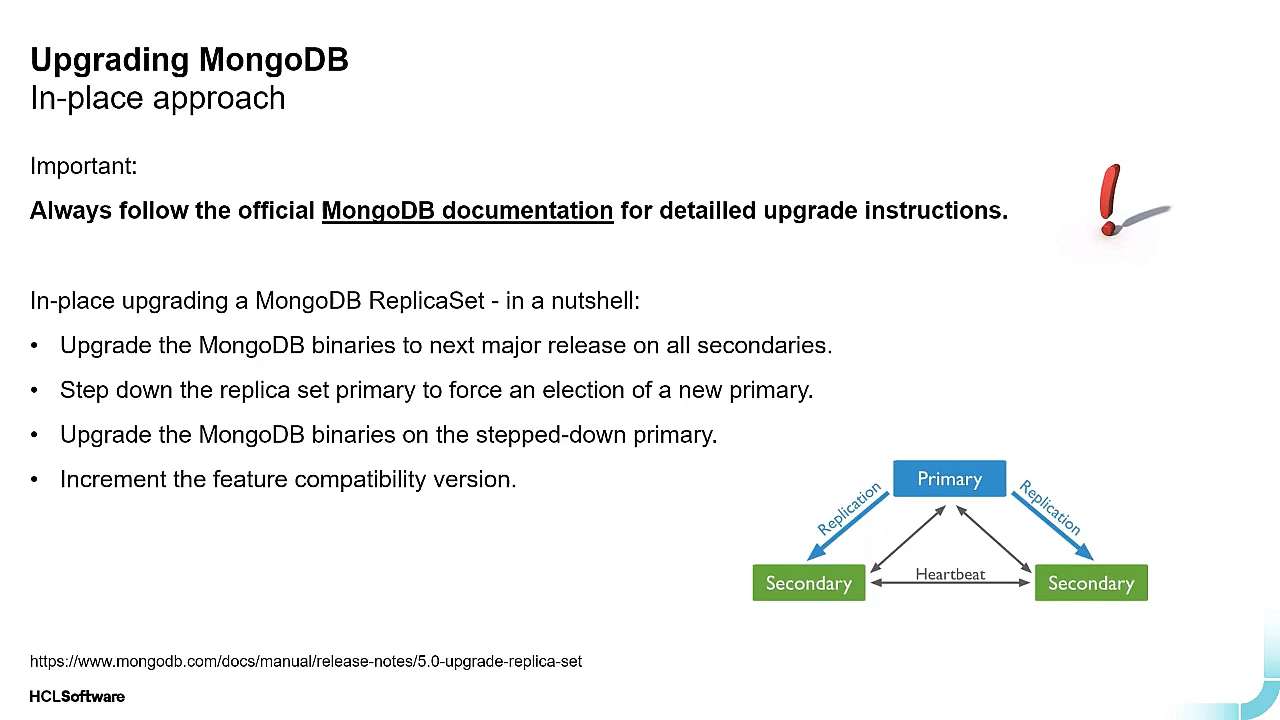 Upgrading MongoDB
In-place approach
Important:
Always follow the official MongoDB documentation for detailled upgrade instructions.
In-place upgrading a MongoDB ReplicaSet - in a nutshell:
• Upgrade the MongoDB binaries to next major release on all secondaries.
• Step down the replica set primary to force an election of a new primary.
• Upgrade the MongoDB binaries on the stepped-down primary.
• Increment the feature compatibility version.
Primary
Replication
Replication
Secondary
Heartbeat
Secondary
https://www.mongodb.com/docs/manual/release-notes/5.0-upgrade-replica-set
HCLSoftware